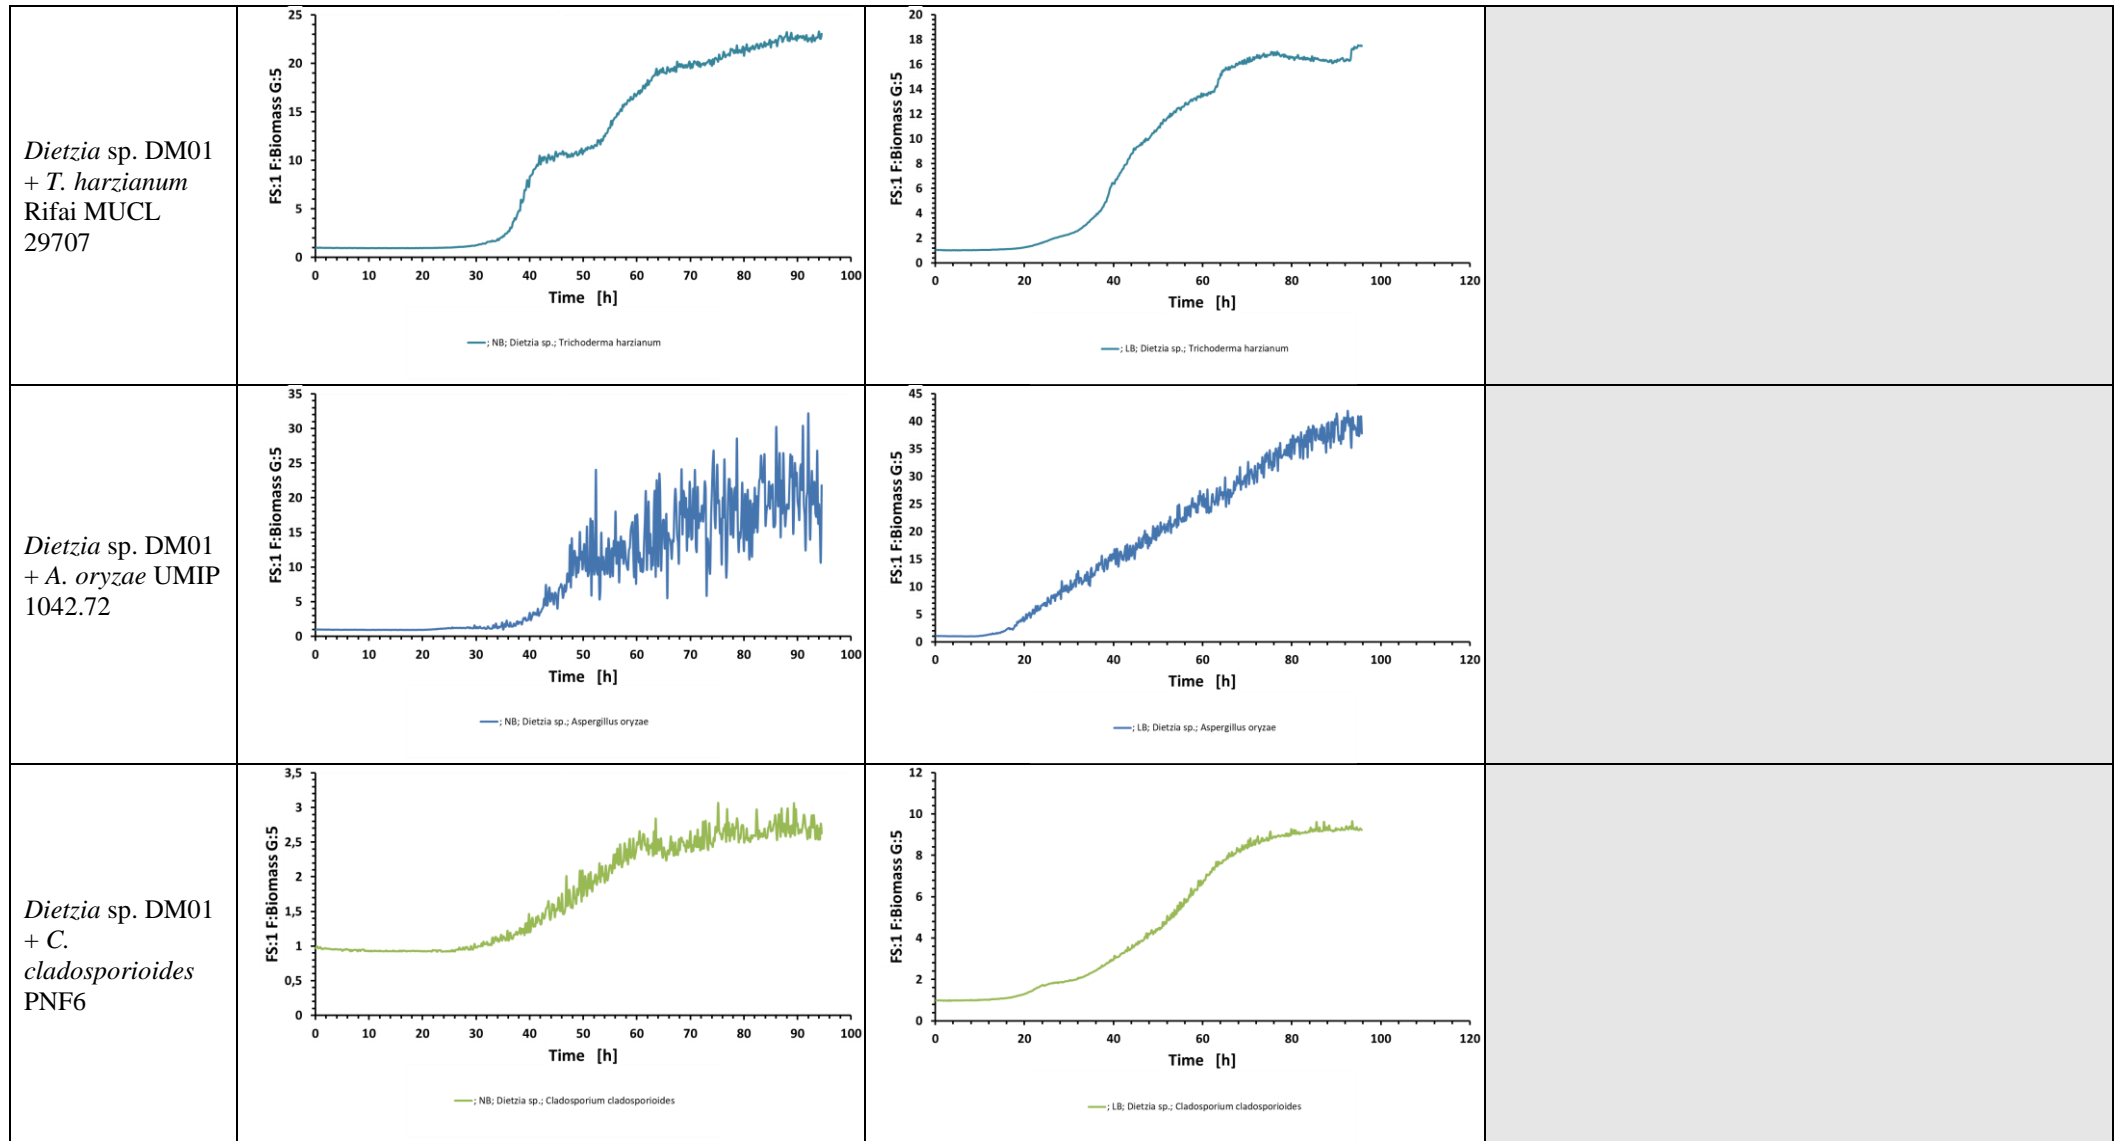 Dietzia sp. DM01
+ T. harzianum
Rifai MUCL
29707
25
20
15
10
5
0
FS:1 F:Biomass G:5
0 10 20 30 40 50 60 70 80 90 100
Time [h]
; NB; Dietzia sp.; Trichoderma harzianum
20
18
16
14
12
10
8
6
4
2
0
FS:1 F:Biomass G:5
0 20 40 60 80 100 120
Time [h]
; LB; Dietzia sp.; Trichoderma harzianum
Dietzia sp. DM01
+ A. oryzae UMIP
1042.72
35
30
25
20
15
10
5
0
FS:1 F:Biomass G:5
0 10 20 30 40 50 60 70 80 90 100
Time [h]
; NB; Dietzia sp.; Aspergillus oryzae
45
40
35
30
25
20
15
10
5
0
FS:1 F:Biomass G:5
0 20 40 60 80 100 120
Time [h]
; LB; Dietzia sp.; Aspergillus oryzae
Dietzia sp. DM01
+ C.
cladosporioides
PNF6
3,5
3
2,5
2
1,5
1
0,5
0
FS:1 F:Biomass G:5
0 10 20 30 40 50 60 70 80 90 100
Time [h]
; NB; Dietzia sp.; Cladosporium cladosporioides
12
10
8
6
4
2
0
FS:1 F:Biomass G:5
0 20 40 60 80 100 120
Time [h]
; LB; Dietzia sp.; Cladosporium cladosporioides